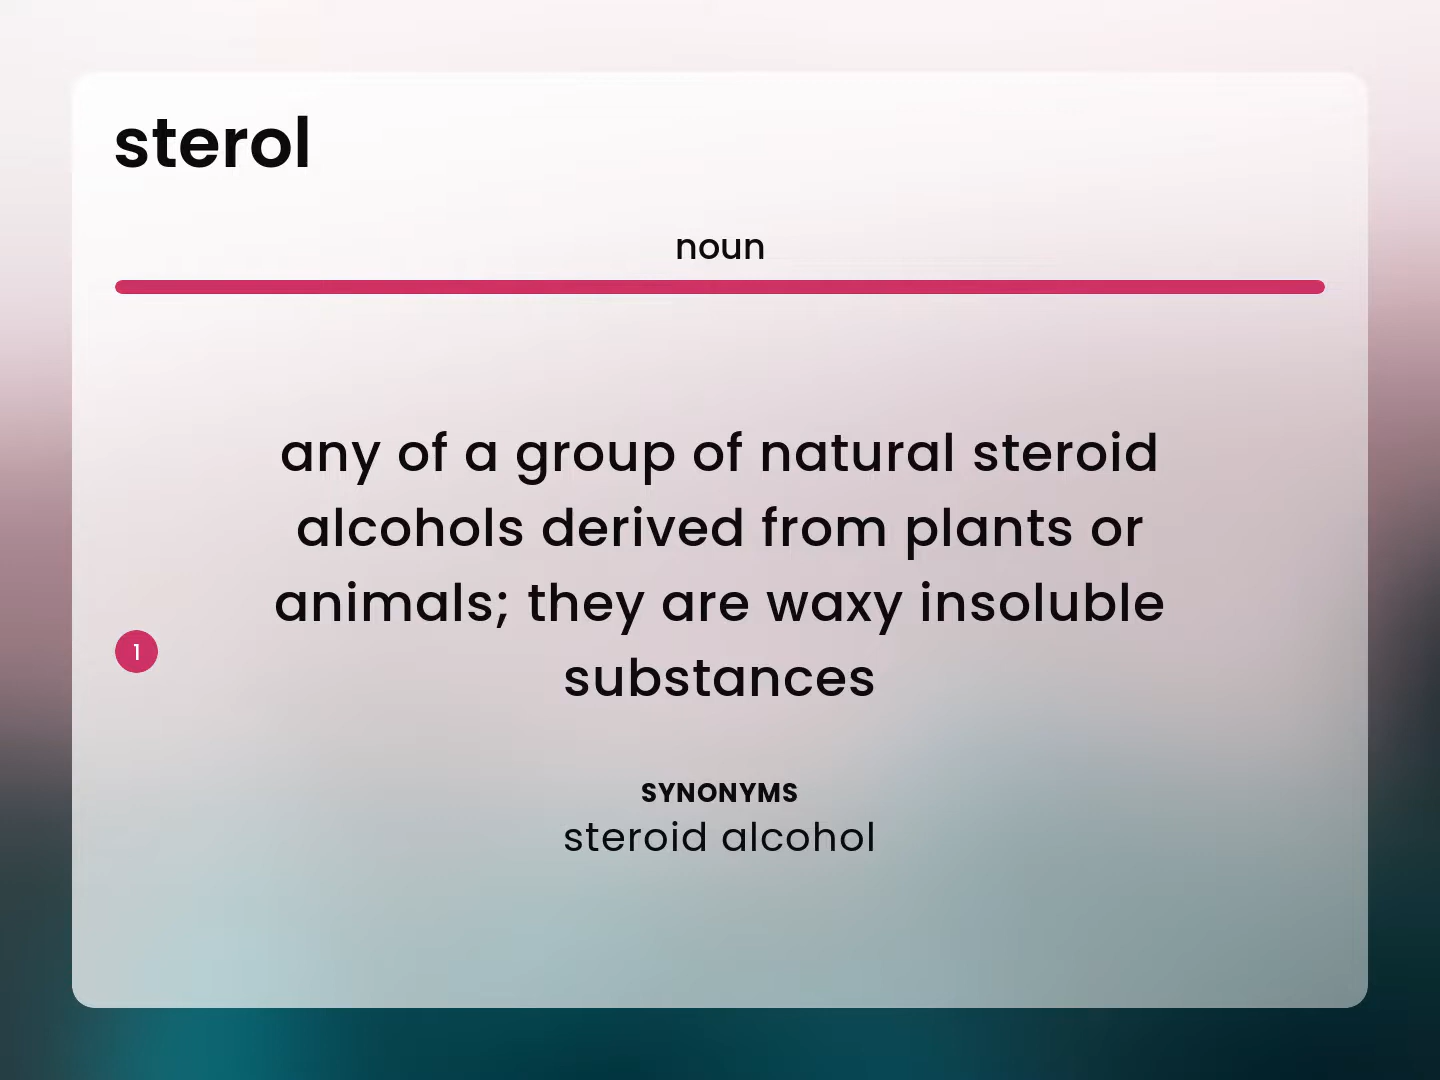 sterol
noun
any of a group of natural steroid
alcohols derived from plants or
animals; they are waxy insoluble
1
substances
SYNONYMS
steroid alcohol